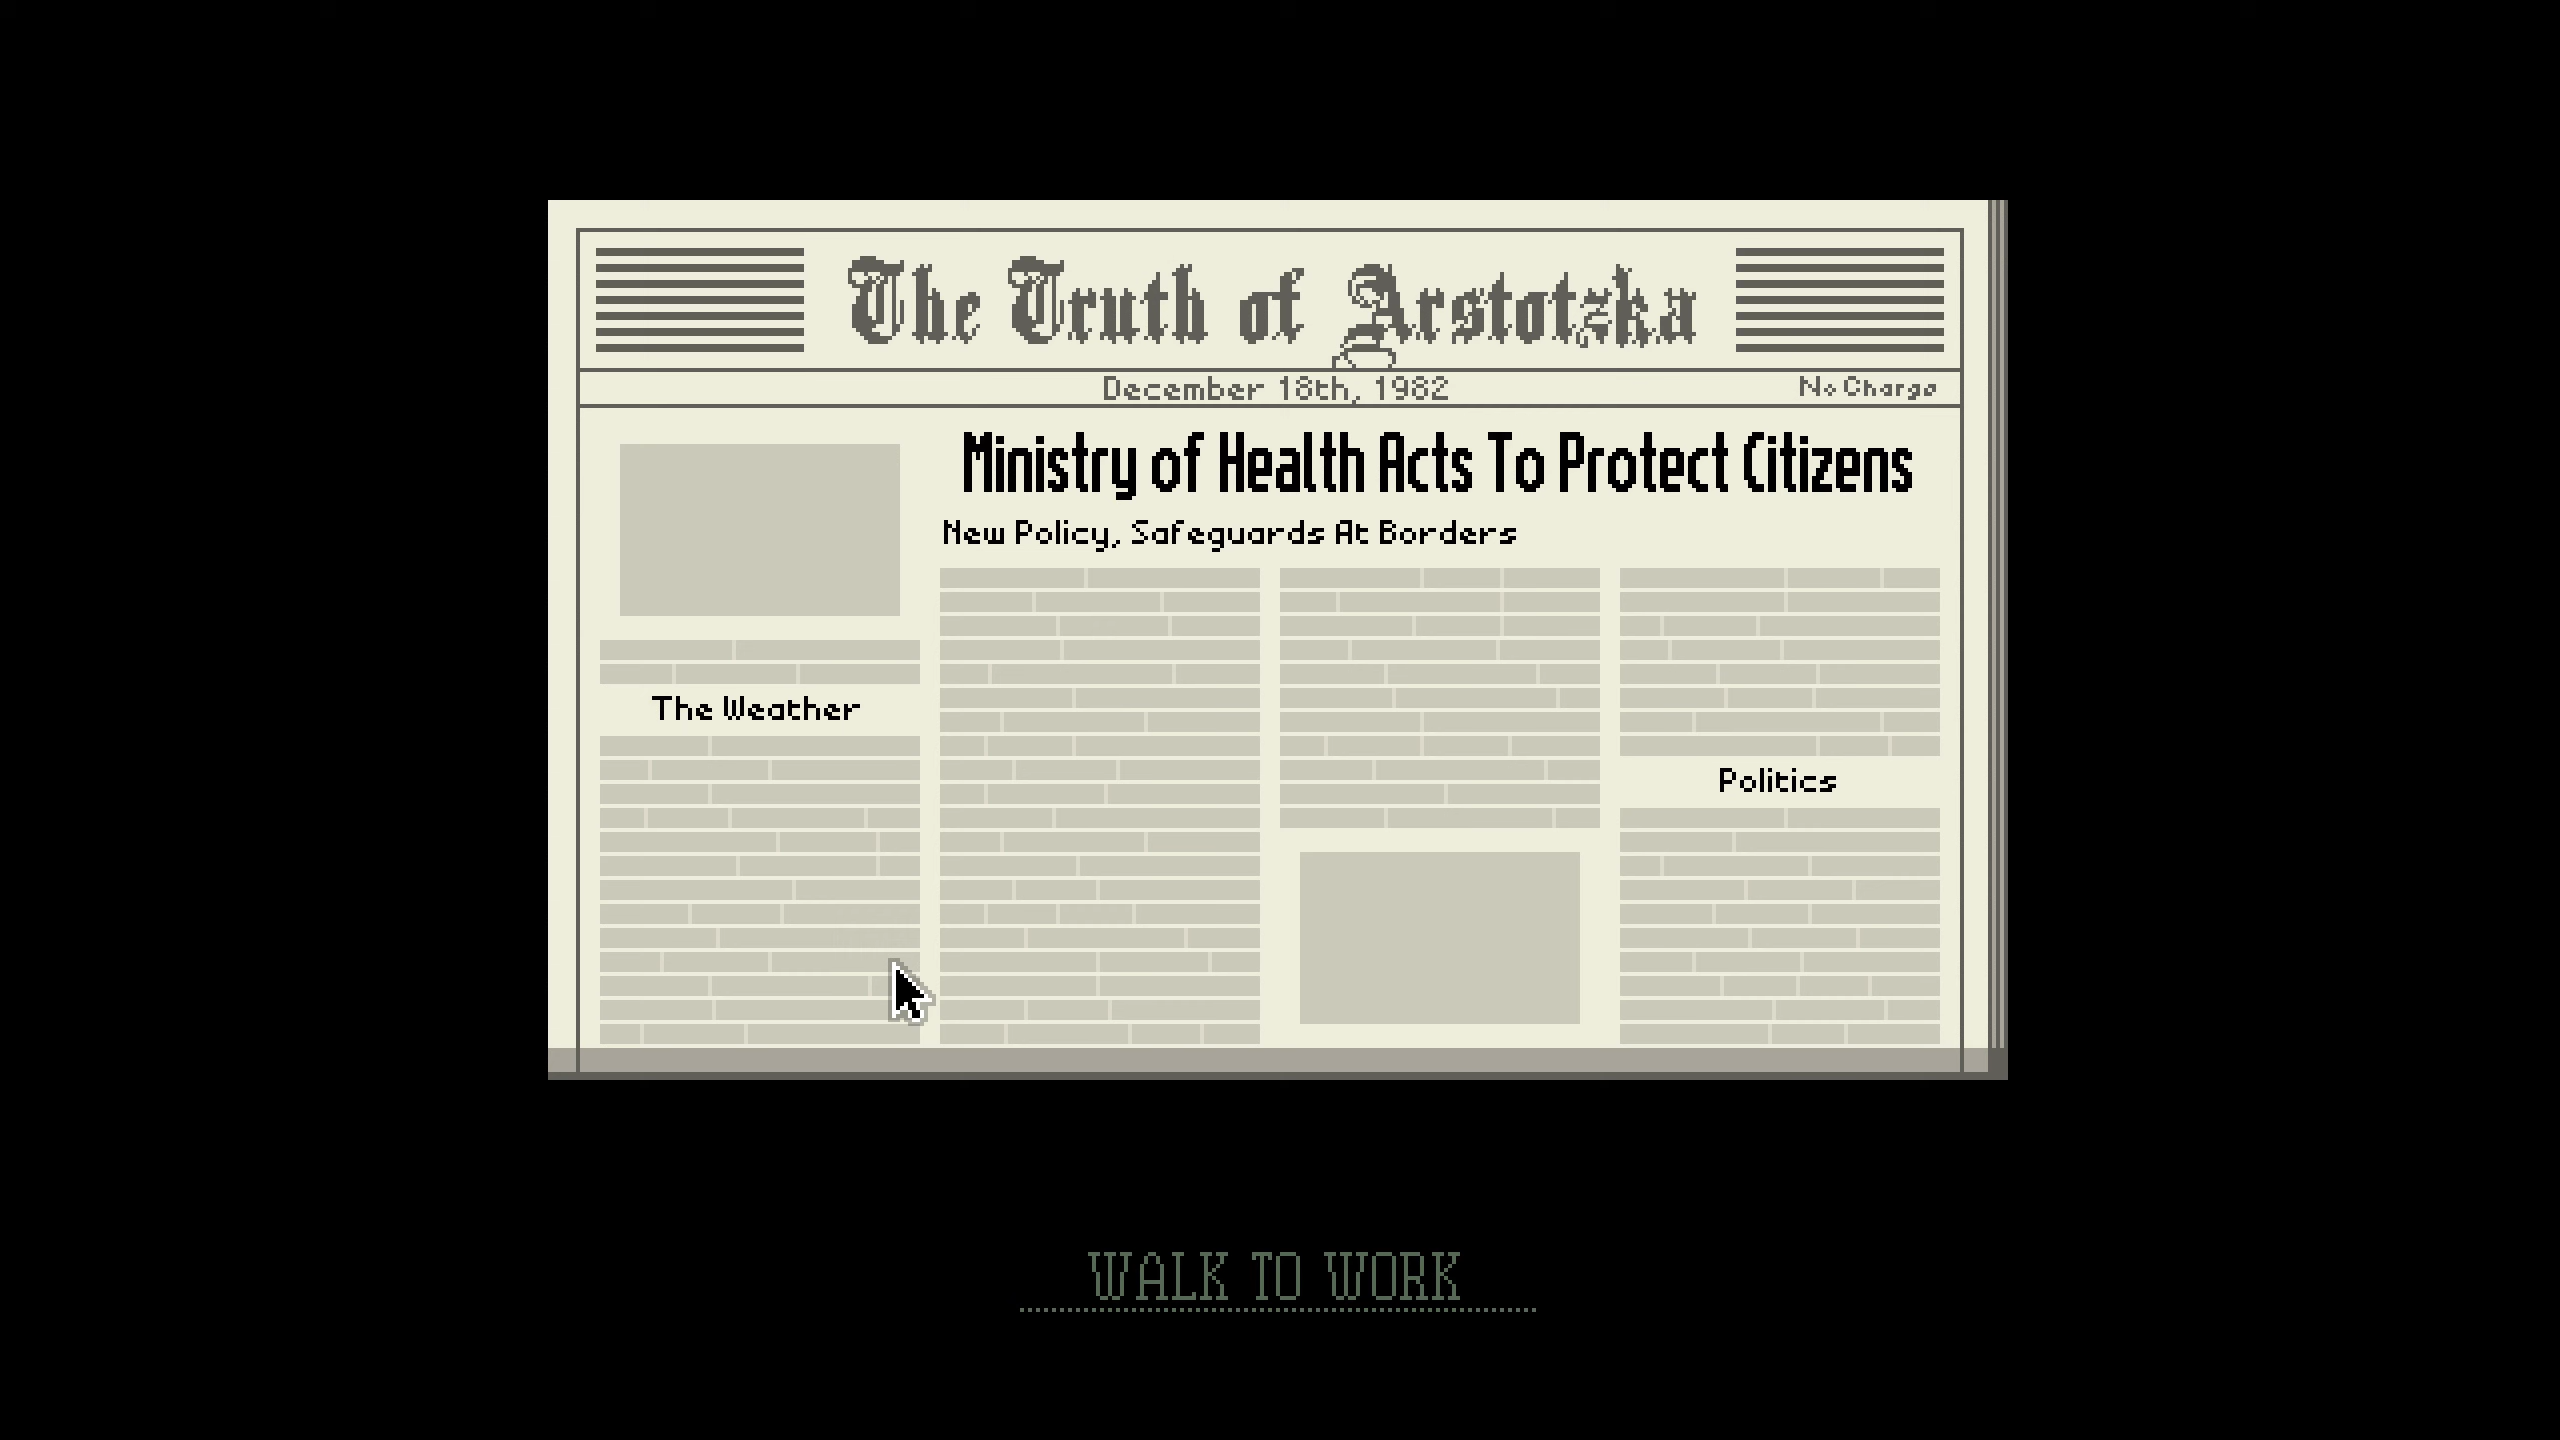 The Truth of Arstotzka
December 18th, 1982
No Charge
Ministry of Health Acts To Protect Citizens
New Policy, Safeguards At Borders
The Weather
Politics
WALK TO WORK